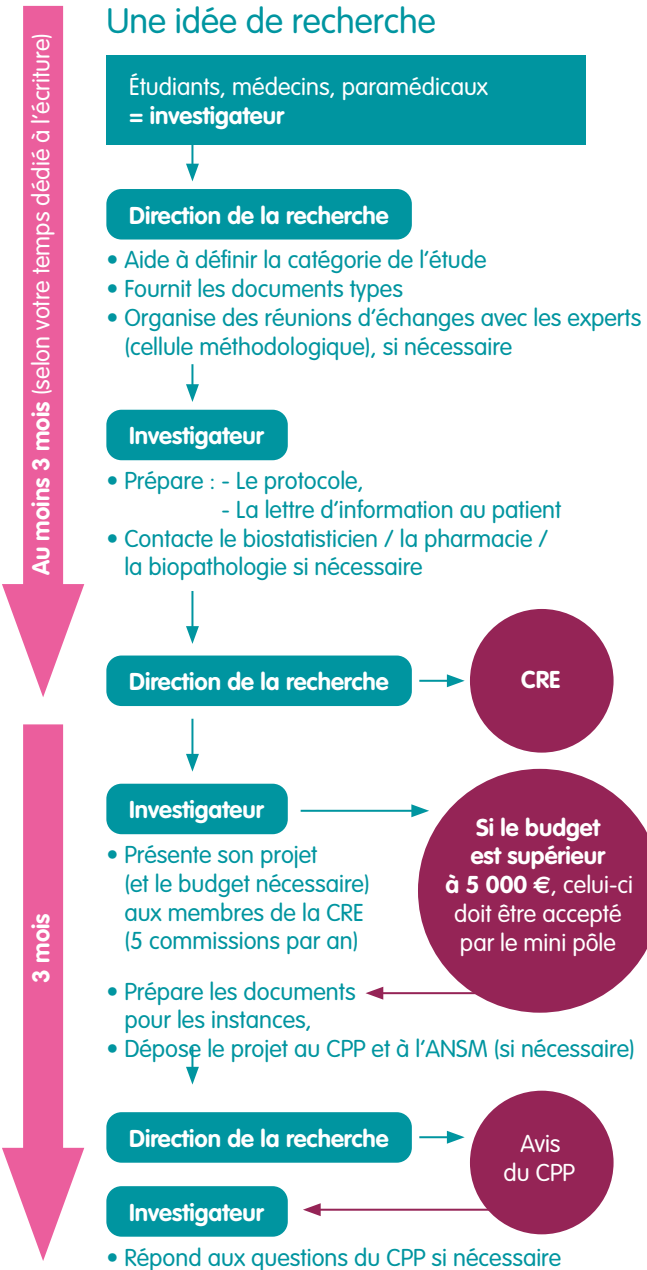 Une idée de recherche
Au moins 3 mois (selon votre temps dédié à l'écriture)
Étudiants, médecins, paramédicaux
= investigateur
Direction de la recherche
• Aide à définir la catégorie de l'étude
• Fournit les documents types
• Organise des réunions d'échanges avec les experts
(cellule méthodologique), si nécessaire
Investigateur
• Prépare : - Le protocole,
- La lettre d'information au patient
• Contacte le biostatisticien / la pharmacie /
la biopathologie si nécessaire
Direction de la recherche
CRE
3 mois
Investigateur
• Présente son projet
(et le budget nécessaire)
aux membres de la CRE
(5 commissions par an)
Si le budget
est supérieur
à 5 000 €, celui-ci
doit être accepté
par le mini pôle
• Prépare les documents
pour les instances,
• Dépose le projet au CPP et à l'ANSM (si nécessaire)
Direction de la recherche
Avis
du CPP
Investigateur
• Répond aux questions du CPP si nécessaire